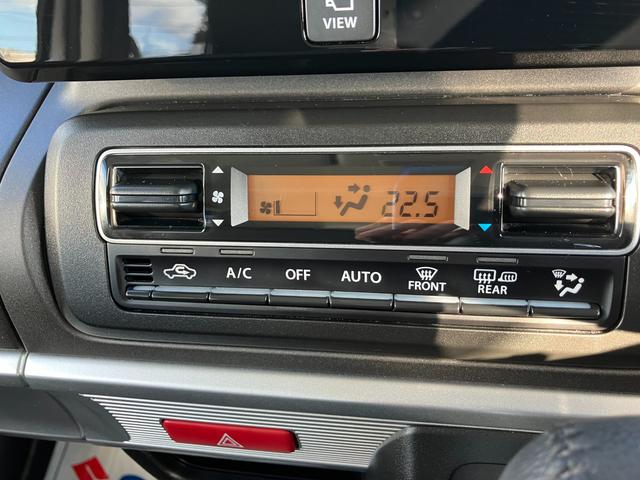 VIEW
22.5
A/C OFF AUTO FRONT REAR